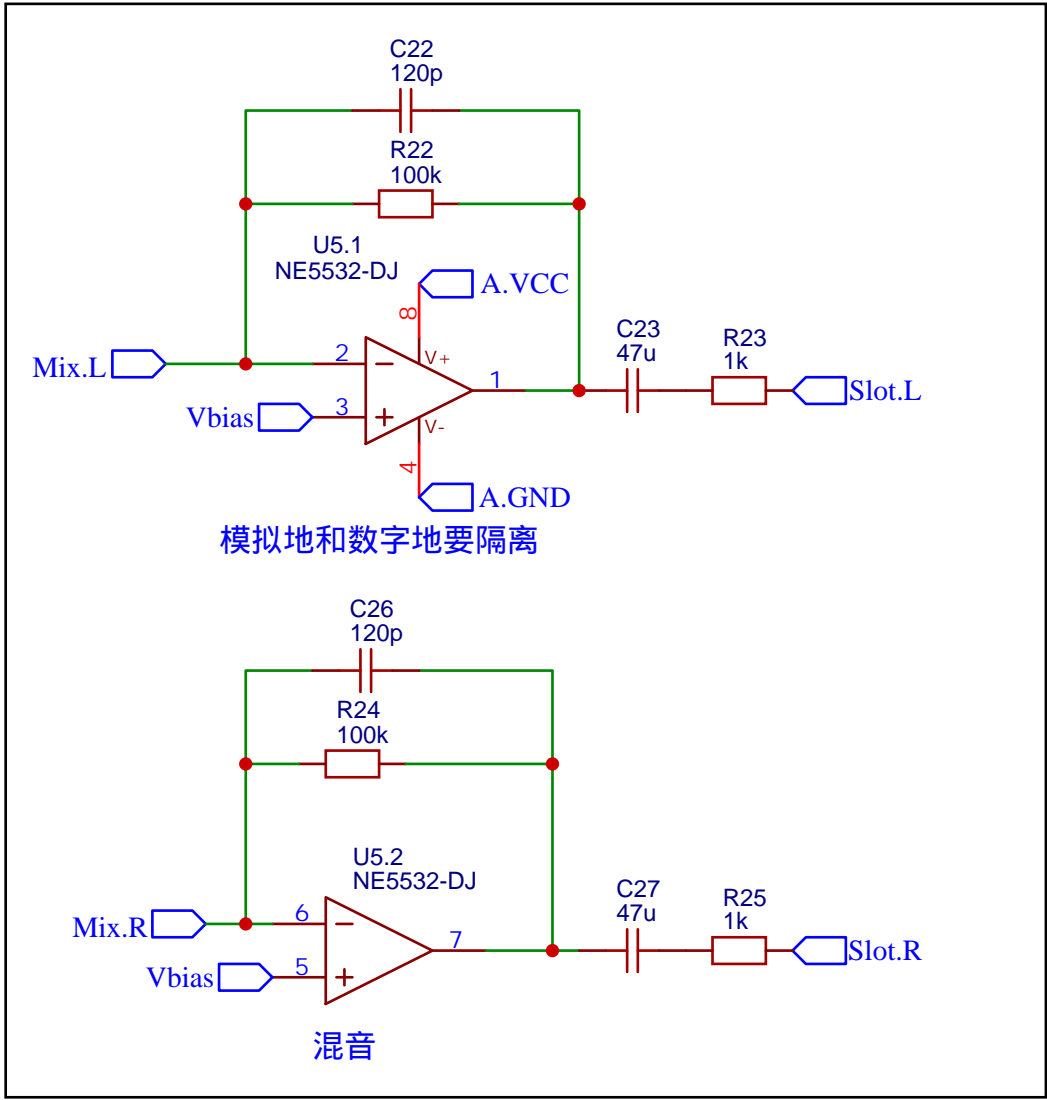 C22
120p
R22
100k
U5.1
NE5532-DJ
A.VCC
8
V+
Mix.L
2
1
C23
47u
R23
1k
Slot.L
Vbias
3
V-
4
A.GND
模拟地和数字地要隔离
C26
120p
R24
100k
U5.2
NE5532-DJ
Mix.R
6
7
C27
47u
R25
1k
Slot.R
Vbias
5
混音